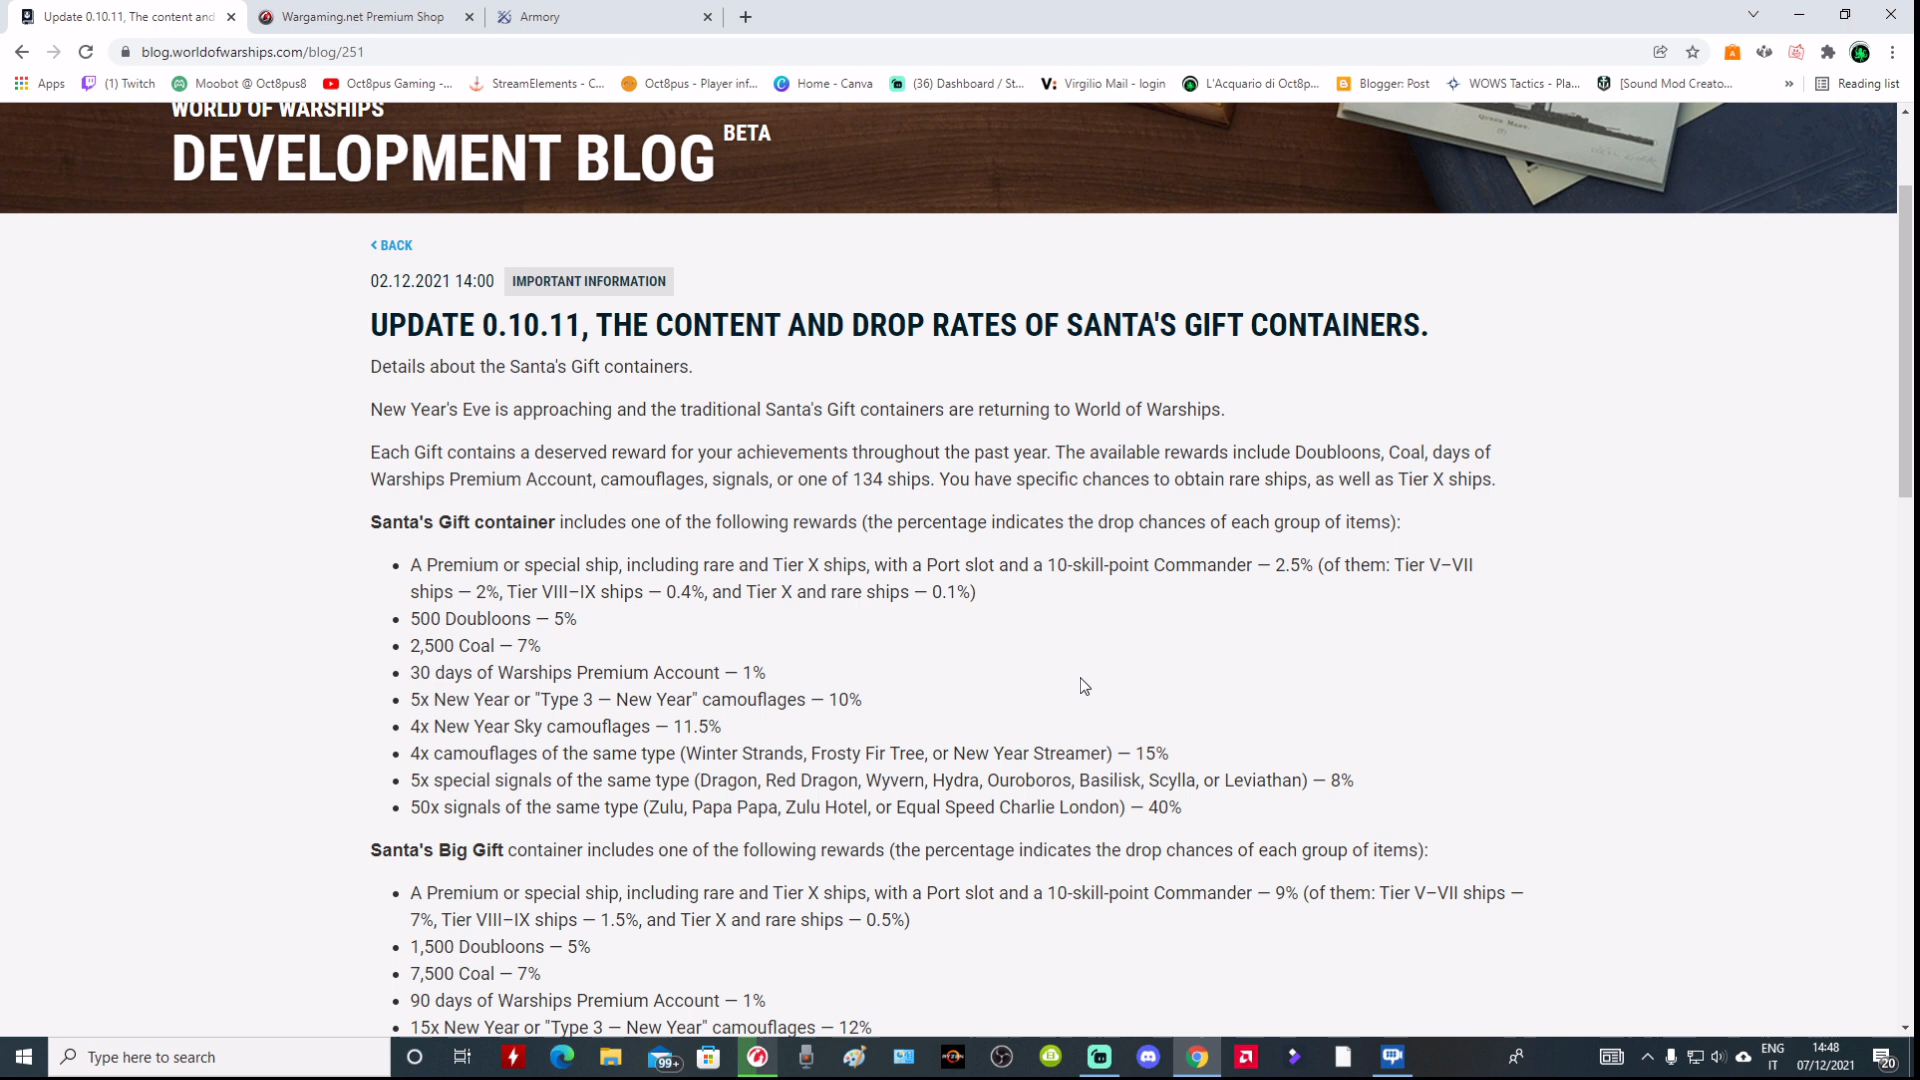 Update 0.10.11, The content and
Wargaming.net Premium Shop
Armory
blog.worldofwarships.com/blog/251
Apps
(1) Twitch
Moobot @ Oct8pus8
Oct8pus Gaming -...
StreamElements - C...
Oct8pus - Player inf...
Home - Canva
(36) Dashboard / St...
Virgilio Mail - login
L'Acquario di Oct8p...
Blogger: Post
WOWS Tactics - Pla...
[Sound Mod Creato...
»
Reading list
WORLD OF WARSHIPS
DEVELOPMENT BLOG BETA
QUEEN MARY.
< BACK
02.12.2021 14:00 IMPORTANT INFORMATION
UPDATE 0.10.11, THE CONTENT AND DROP RATES OF SANTA'S GIFT CONTAINERS.
Details about the Santa's Gift containers.
New Year's Eve is approaching and the traditional Santa's Gift containers are returning to World of Warships.
Each Gift contains a deserved reward for your achievements throughout the past year. The available rewards include Doubloons, Coal, days of
Warships Premium Account, camouflages, signals, or one of 134 ships. You have specific chances to obtain rare ships, as well as Tier X ships.
Santa's Gift container includes one of the following rewards (the percentage indicates the drop chances of each group of items):
• A Premium or special ship, including rare and Tier X ships, with a Port slot and a 10-skill-point Commander — 2.5% (of them: Tier V–VII
ships — 2%, Tier VIII–IX ships — 0.4%, and Tier X and rare ships — 0.1%)
• 500 Doubloons — 5%
• 2,500 Coal — 7%
• 30 days of Warships Premium Account — 1%
• 5x New Year or "Type 3 — New Year" camouflages — 10%
• 4x New Year Sky camouflages — 11.5%
• 4x camouflages of the same type (Winter Strands, Frosty Fir Tree, or New Year Streamer) — 15%
• 5x special signals of the same type (Dragon, Red Dragon, Wyvern, Hydra, Ouroboros, Basilisk, Scylla, or Leviathan) — 8%
• 50x signals of the same type (Zulu, Papa Papa, Zulu Hotel, or Equal Speed Charlie London) — 40%
Santa's Big Gift container includes one of the following rewards (the percentage indicates the drop chances of each group of items):
• A Premium or special ship, including rare and Tier X ships, with a Port slot and a 10-skill-point Commander — 9% (of them: Tier V–VII ships —
7%, Tier VIII–IX ships — 1.5%, and Tier X and rare ships — 0.5%)
• 1,500 Doubloons — 5%
• 7,500 Coal — 7%
• 90 days of Warships Premium Account — 1%
• 15x New Year or "Type 3 — New Year" camouflages — 12%
Type here to search
99+
RYZEN
ENG
IT
14:48
07/12/2021
20